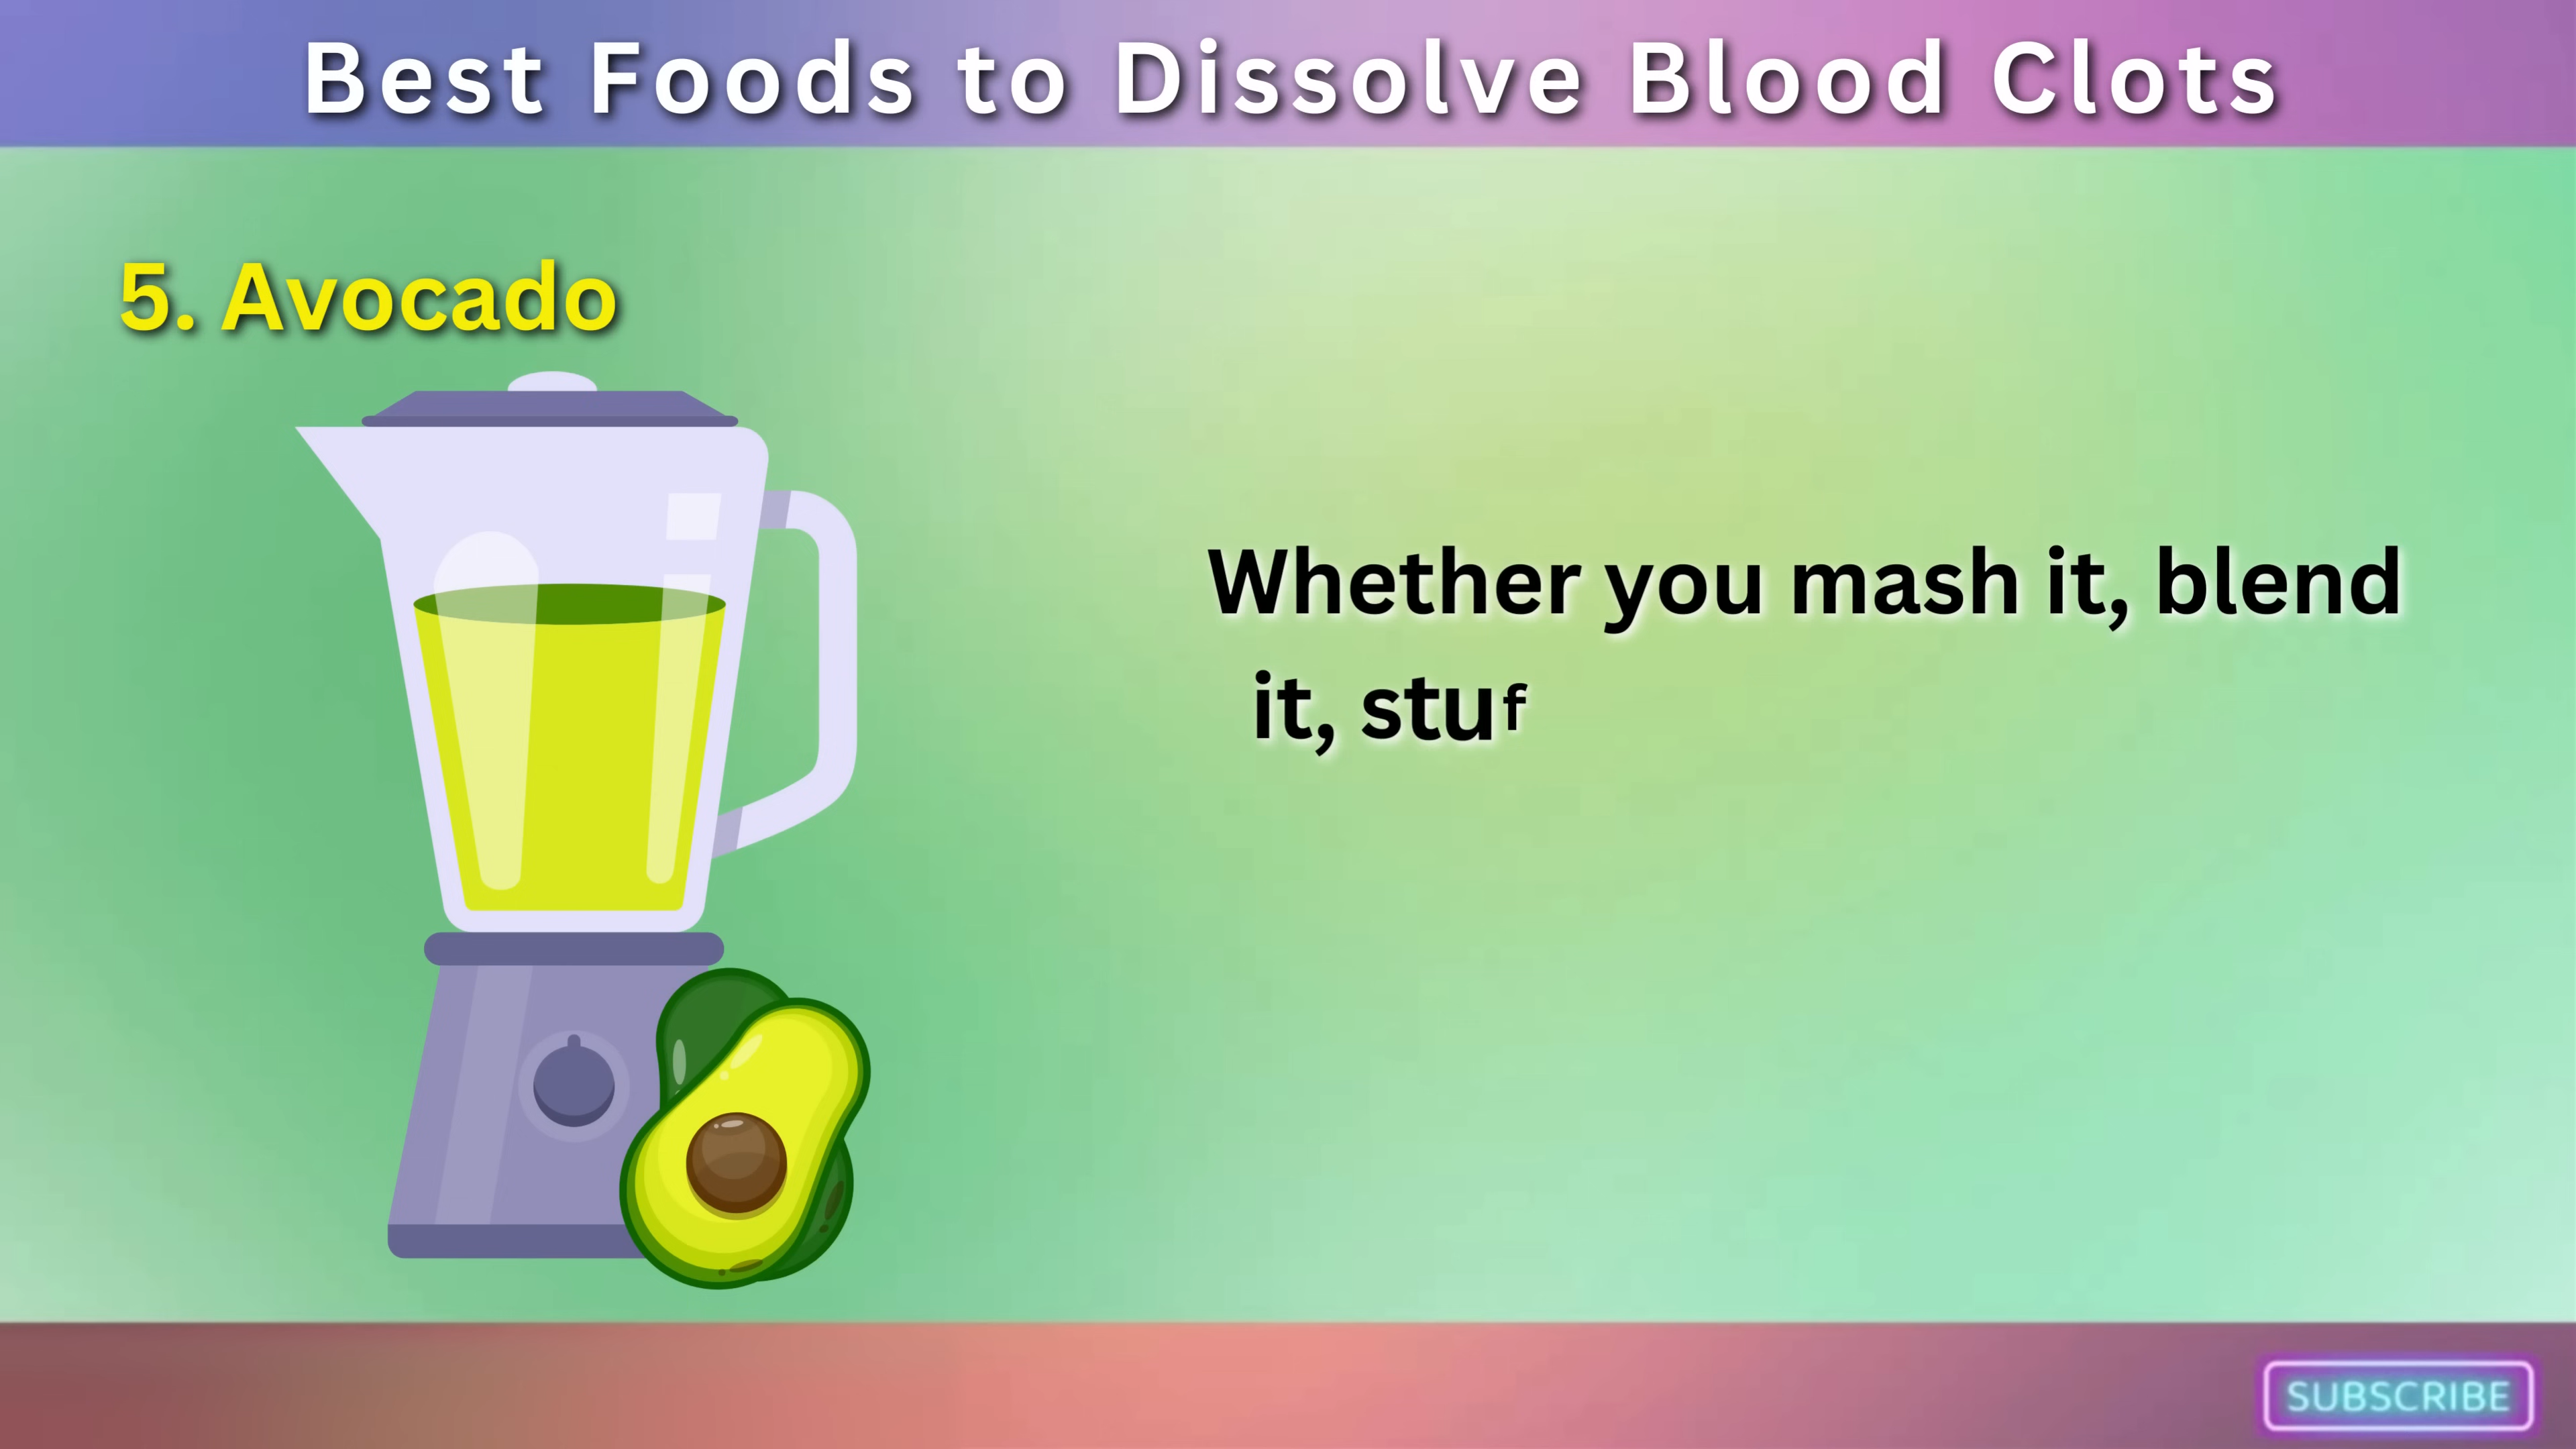 Best Foods to Dissolve Blood Clots
5. Avocado
Whether you mash it, blend
it, stuf
SUBSCRIBE